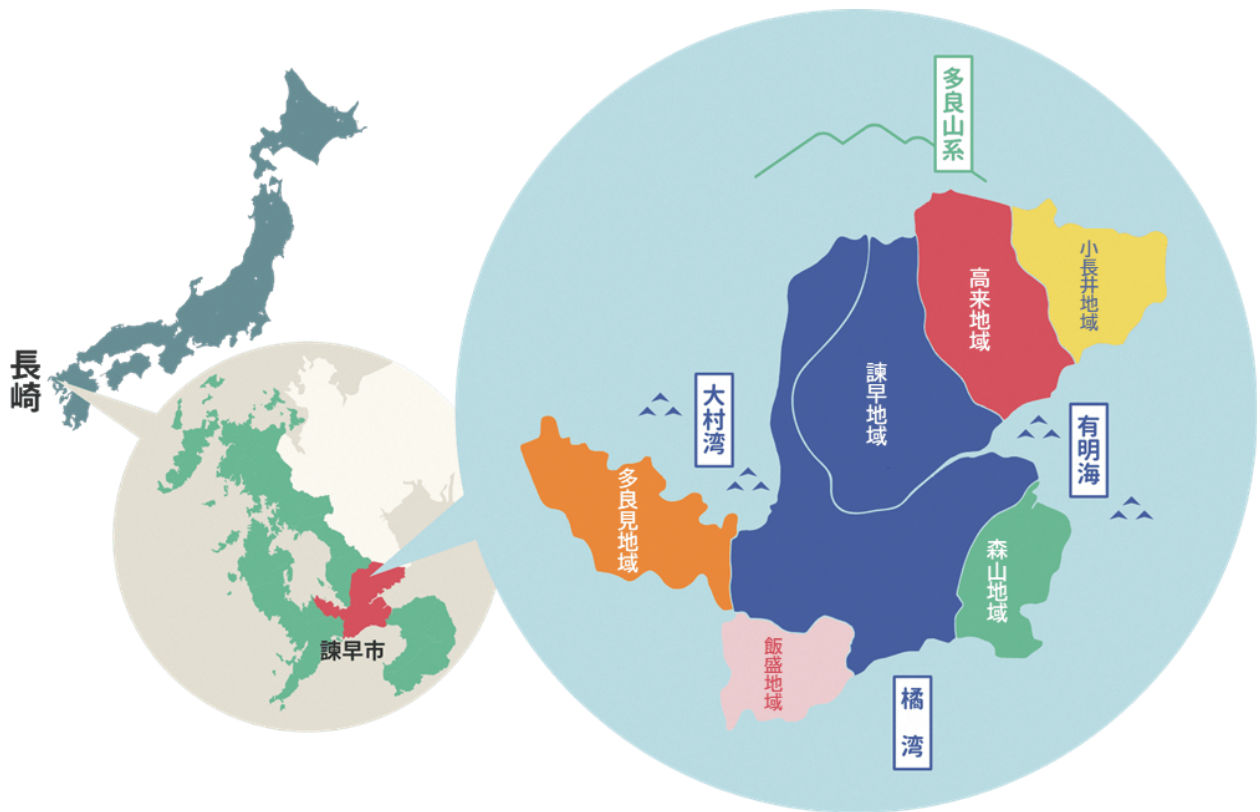 長崎
諫早市
多良山系
小長井地域
高来地域
諫早地域
大村湾
有明海
多良見地域
森山地域
飯盛地域
橘湾